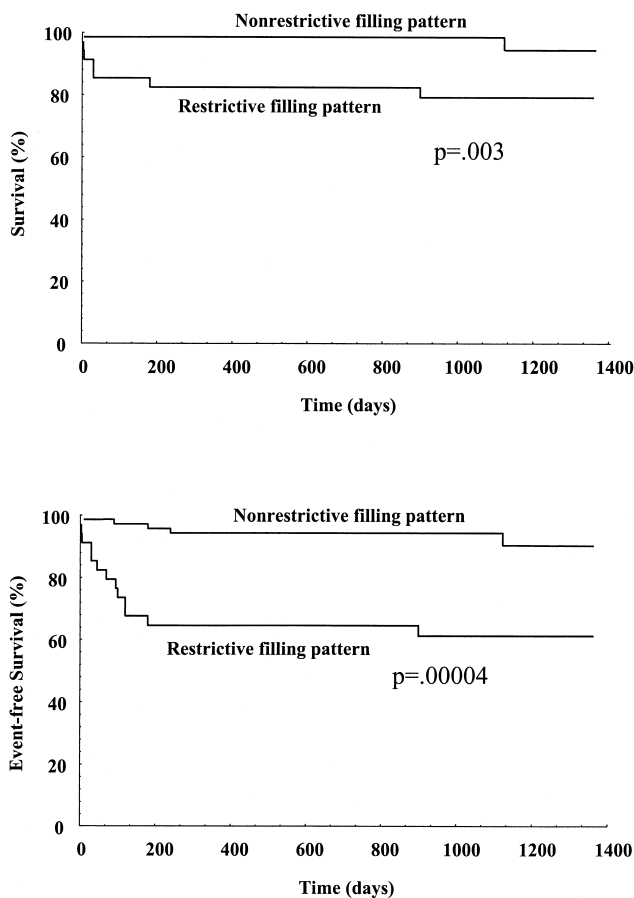 Nonrestrictive filling pattern
100
80
Restrictive filling pattern
p=.003
60
40
20
0
Survival (%)
0 200 400 600 800 1000 1200 1400
Time (days)
Nonrestrictive filling pattern
100
80
60
Restrictive filling pattern
p=.00004
40
20
0
Event-free Survival (%)
0 200 400 600 800 1000 1200 1400
Time (days)